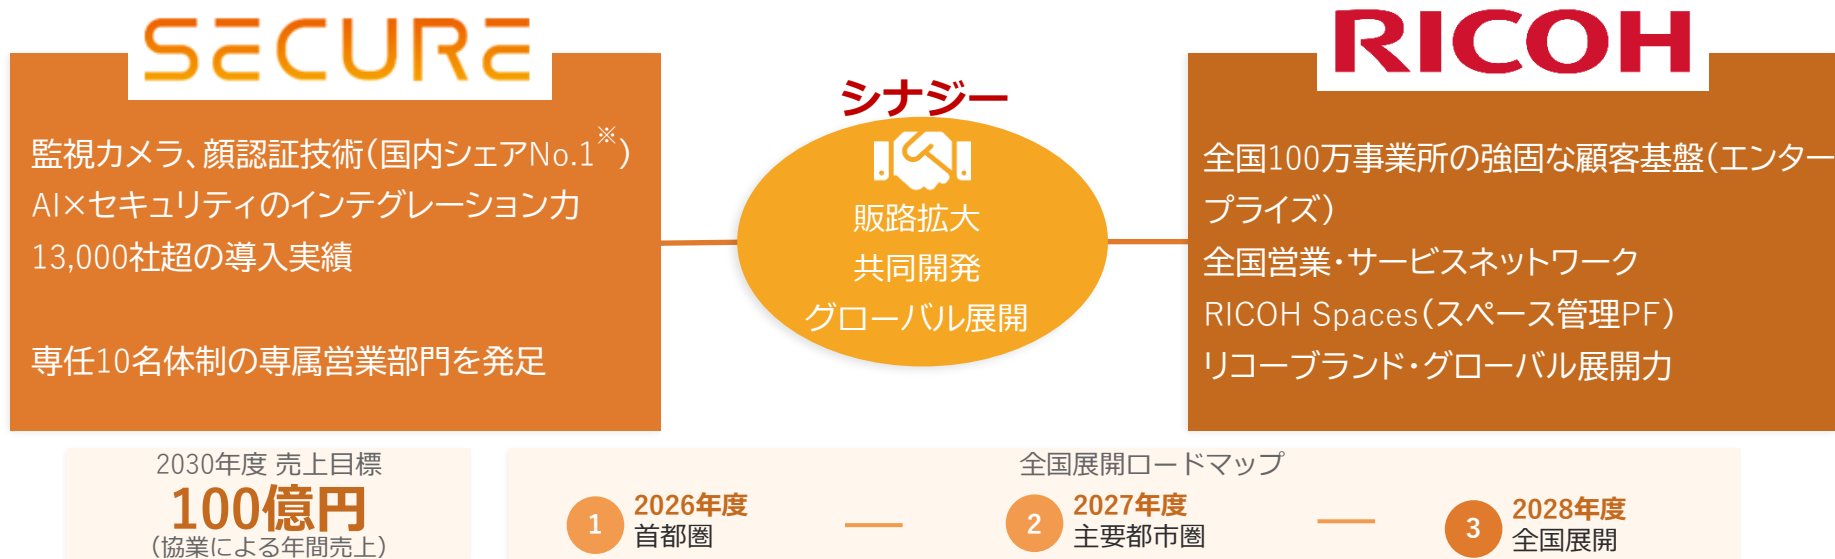 SECURE
監視カメラ、顔認証技術（国内シェアNo.1※）
AI×セキュリティのインテグレーション力
13,000社超の導入実績
専任10名体制の専属営業部門を発足
シナジー
販路拡大
共同開発
グローバル展開
RICOH
全国100万事業所の強固な顧客基盤（エンター
プライズ）
全国営業・サービスネットワーク
RICOH Spaces（スペース管理PF）
リコーブランド・グローバル展開力
2030年度 売上目標
100億円
（協業による年間売上）
全国展開ロードマップ
1
2026年度
首都圏
2
2027年度
主要都市圏
3
2028年度
全国展開